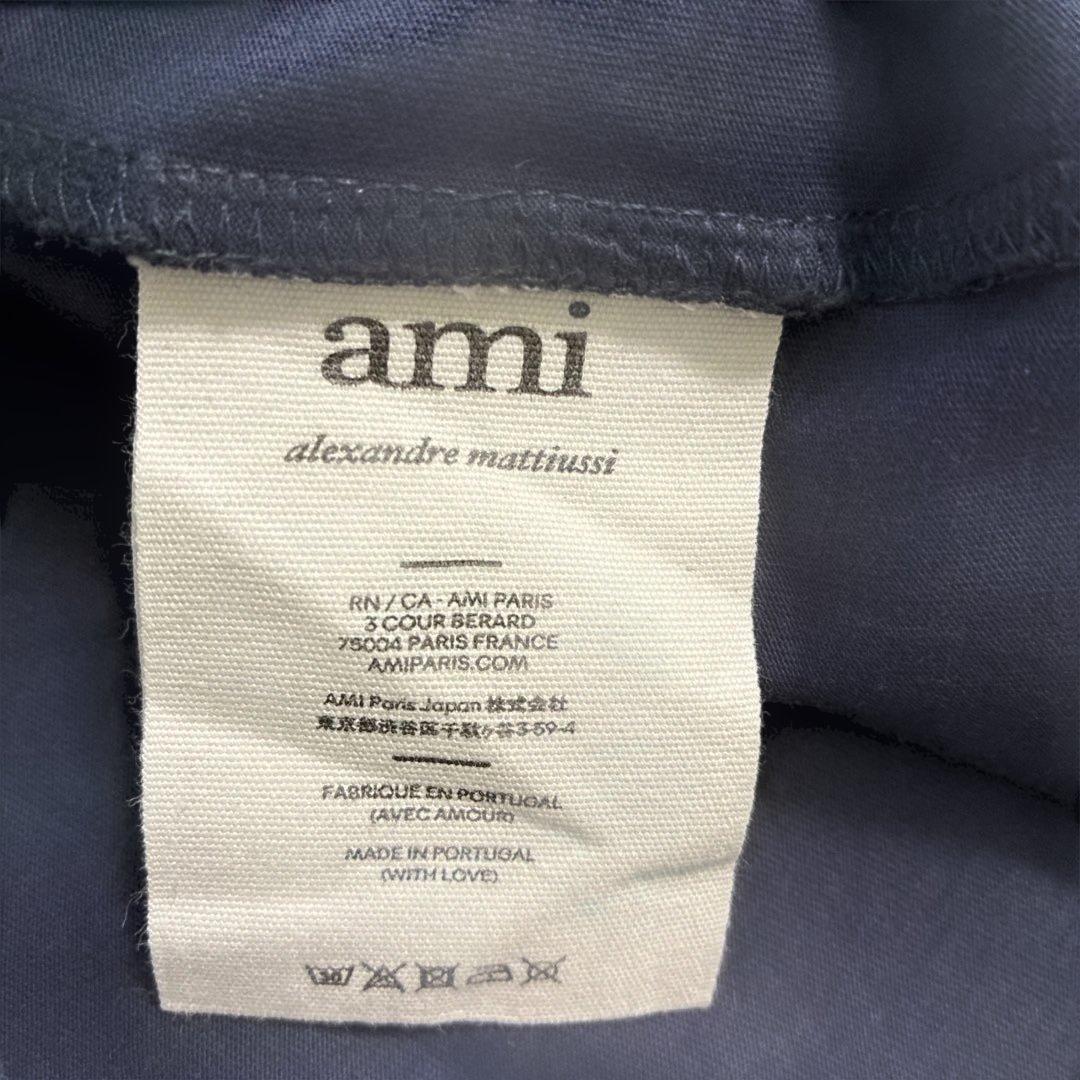 ami
alexandre mattiussi
RN / CA - AMI PARIS
3 COUR BERARD
75004 PARIS FRANCE
AMIPARIS.COM
AMI Paris Japan 株式会社
東京都渋谷区千駄ヶ谷3-59-4
FABRIQUE EN PORTUGAL
(AVEC AMOUR)
MADE IN PORTUGAL
(WITH LOVE)
30